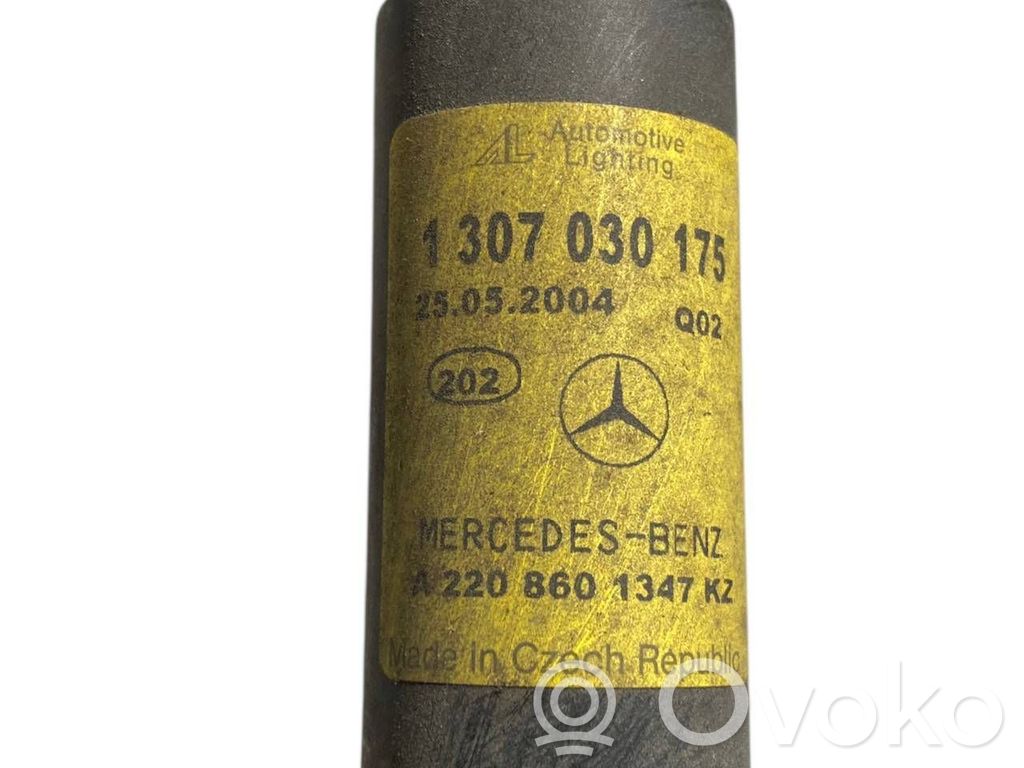 AL Automotive
Lighting
1 307 030 175
25.05.2004 Q02
202
MERCEDES-BENZ
A 220 860 1347 KZ
Made In Czech Republic
Ovoko